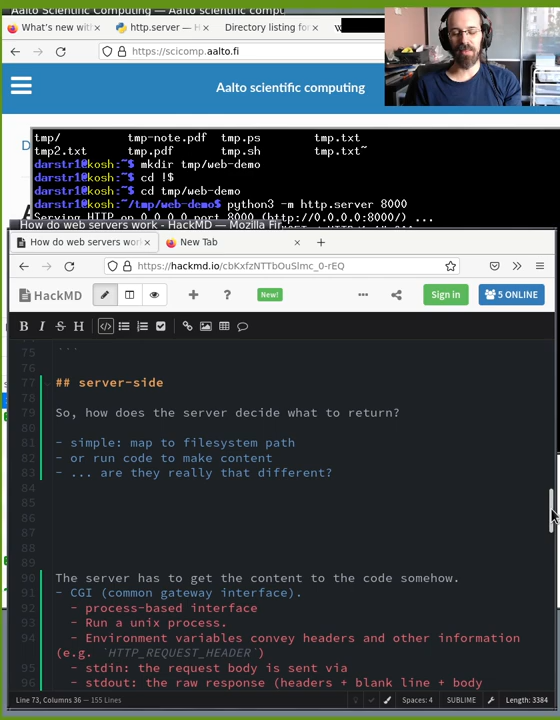 Aalto Scientific Computing — Aalto scientific compu
What's new wit
http.server — H
Directory listing fo
https://scicomp.aalto.fi
Aalto scientific computing
tmp/ tmp-note.pdf tmp.ps tmp.txt
tmp2.txt tmp.pdf tmp.sh tmp.txt~
darstr1@kosh:~$ mkdir tmp/web-demo
darstr1@kosh:~$ cd !$
darstr1@kosh:~$ cd tmp/web-demo
darstr1@kosh:~/tmp/web-demo$ python3 -m http.server 8000
Serving HTTP on 0.0.0.0 port 8000 (http://0.0.0.0:8000/) ...
How do web servers work - HackMD — Mozilla Fir
How do web servers wor
New Tab
https://hackmd.io/cbKxfzNTTbOuSlmc_0-rEQ
HackMD
New!
Sign in
5 ONLINE
B I S H
75 ```
76
77 ## server-side
78
79 So, how does the server decide what to return?
80
81 - simple: map to filesystem path
82 - or run code to make content
83 - ... are they really that different?
84
85
86
87
88
89
90 The server has to get the content to the code somehow.
91 - CGI (common gateway interface).
92 - process-based interface
93 - Run a unix process.
94 - Environment variables convey headers and other information
(e.g. `HTTP_REQUEST_HEADER`)
95 - stdin: the request body is sent via
96 - stdout: the raw response (headers + blank line + body
Line 73, Columns 36 — 155 Lines
Spaces: 4
SUBLIME
Length: 3384